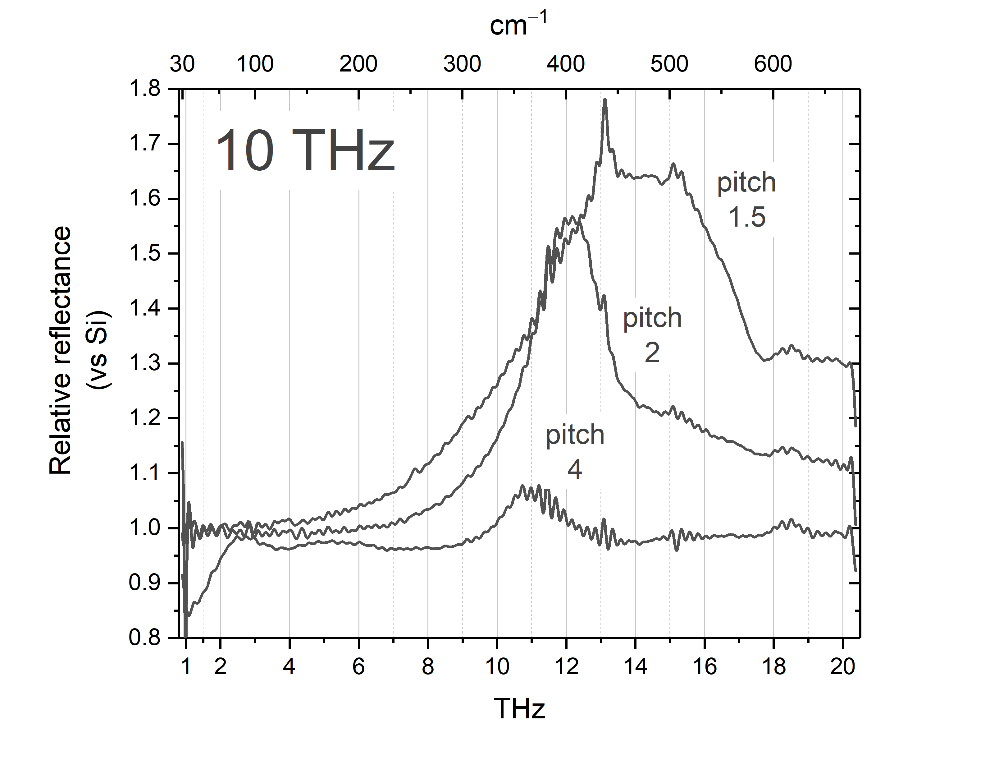 cm⁻¹
30 100 200 300 400 500 600
1.8
1.7
1.6
1.5
1.4
1.3
1.2
1.1
1.0
0.9
0.8
Relative reflectance
(vs Si)
10 THz
pitch
1.5
pitch
2
pitch
4
1 2 4 6 8 10 12 14 16 18 20
THz